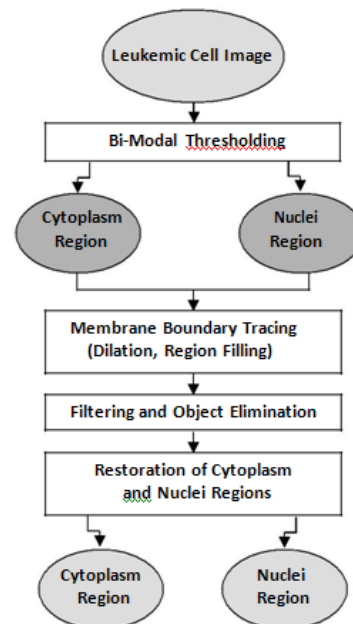 Leukemic Cell Image
Bi-Modal Thresholding
Cytoplasm
Region
Nuclei
Region
Membrane Boundary Tracing
(Dilation, Region Filling)
Filtering and Object Elimination
Restoration of Cytoplasm
and Nuclei Regions
Cytoplasm
Region
Nuclei
Region